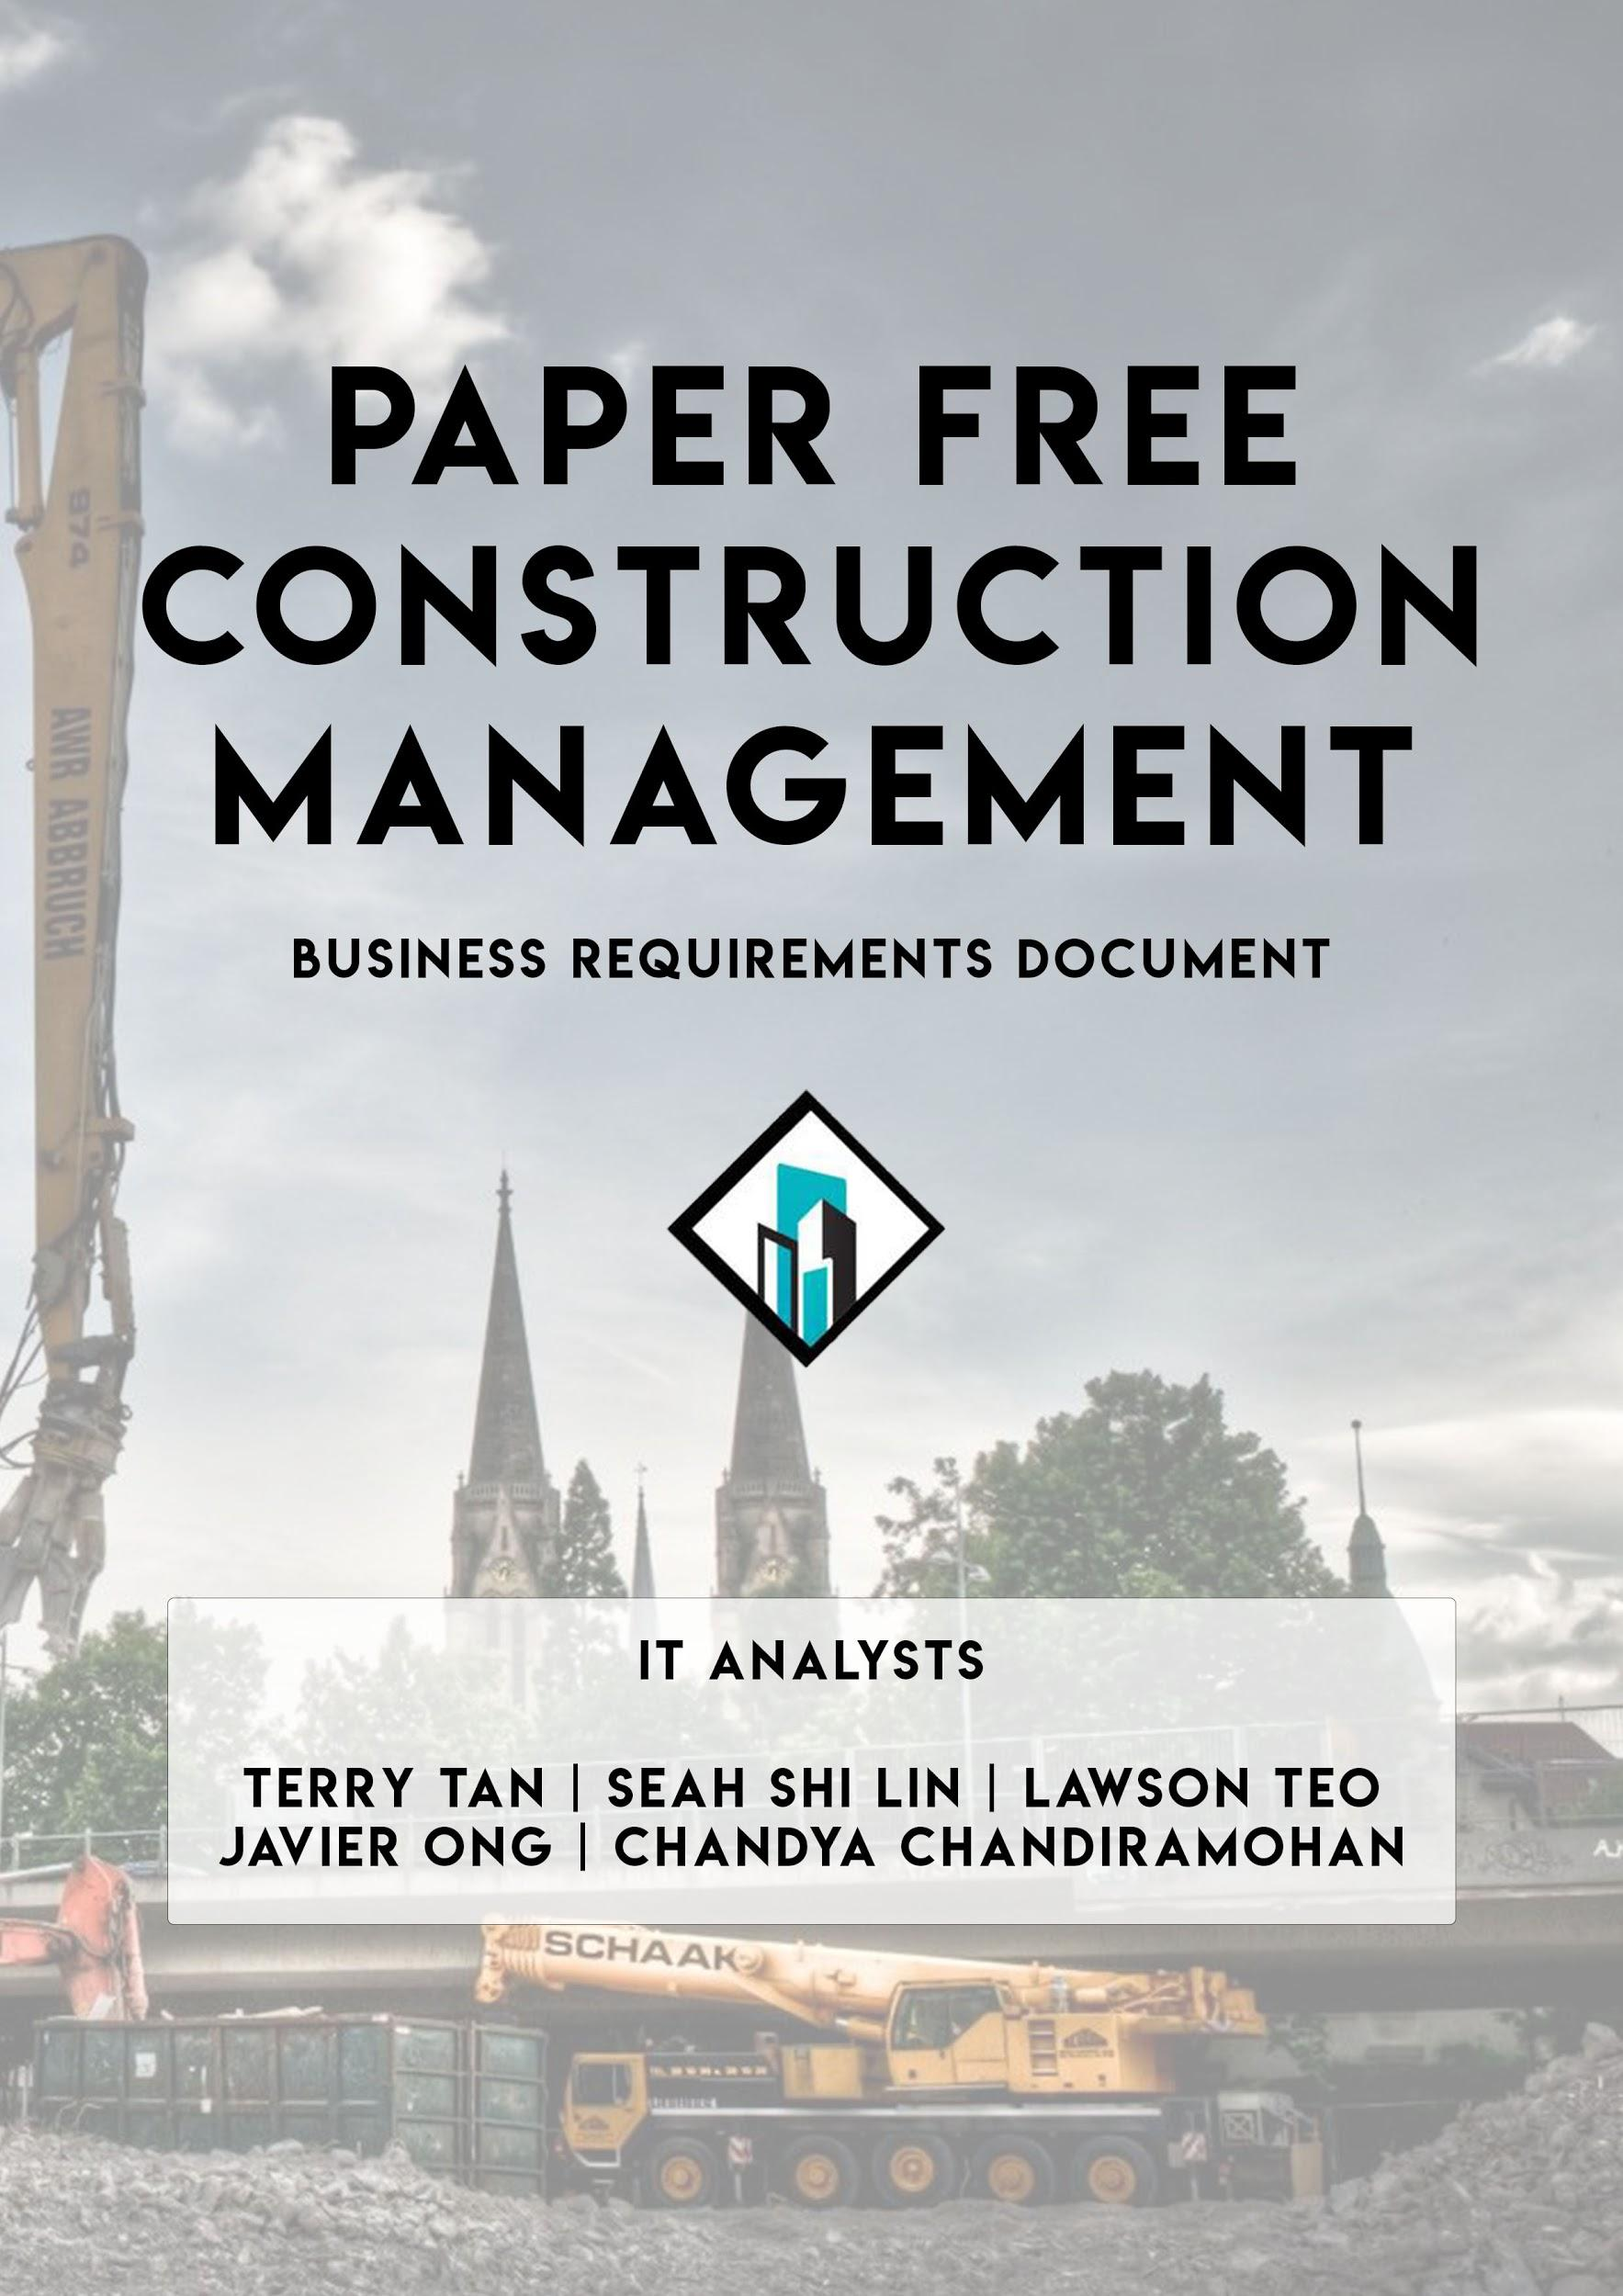 PAPER FREE
CONSTRUCTION
MANAGEMENT
BUSINESS REQUIREMENTS DOCUMENT
974
AWR ABBRUCH
IT ANALYSTS
TERRY TAN | SEAH SHI LIN | LAWSON TEO
JAVIER ONG | CHANDYA CHANDIRAMOHAN
SCHAAK